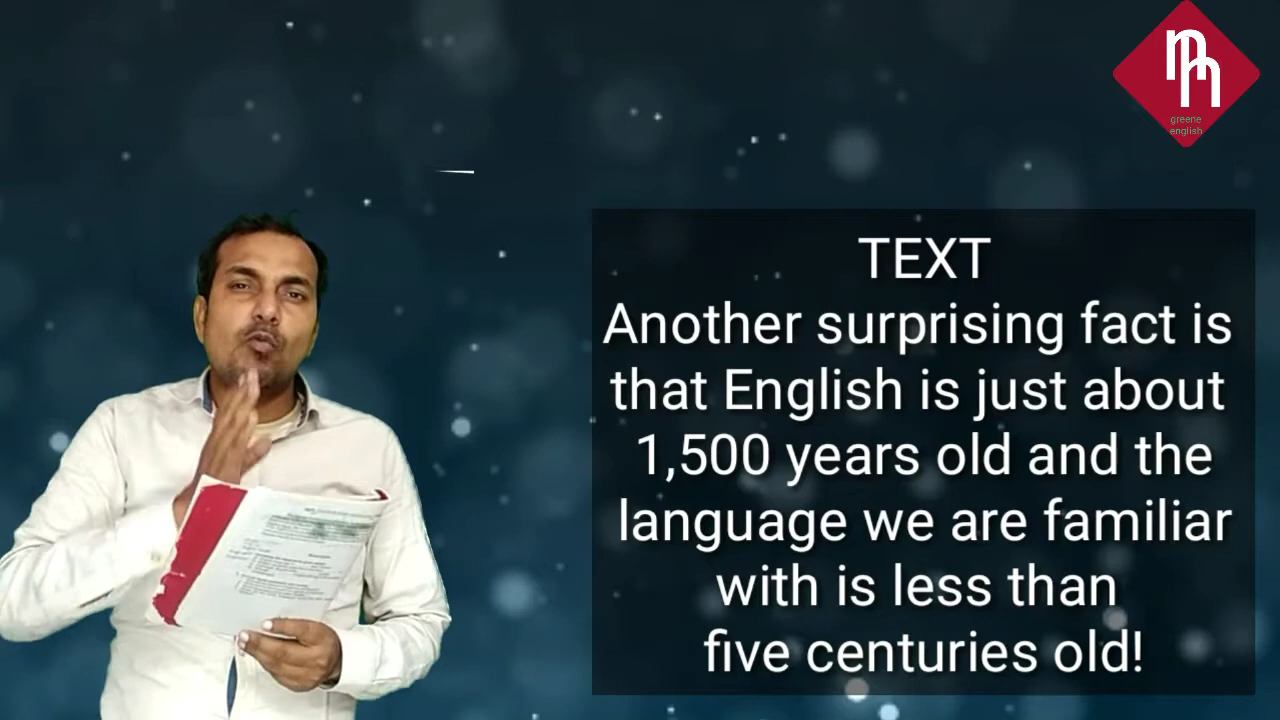 greene
english
TEXT
Another surprising fact is
that English is just about
1,500 years old and the
language we are familiar
with is less than
five centuries old!